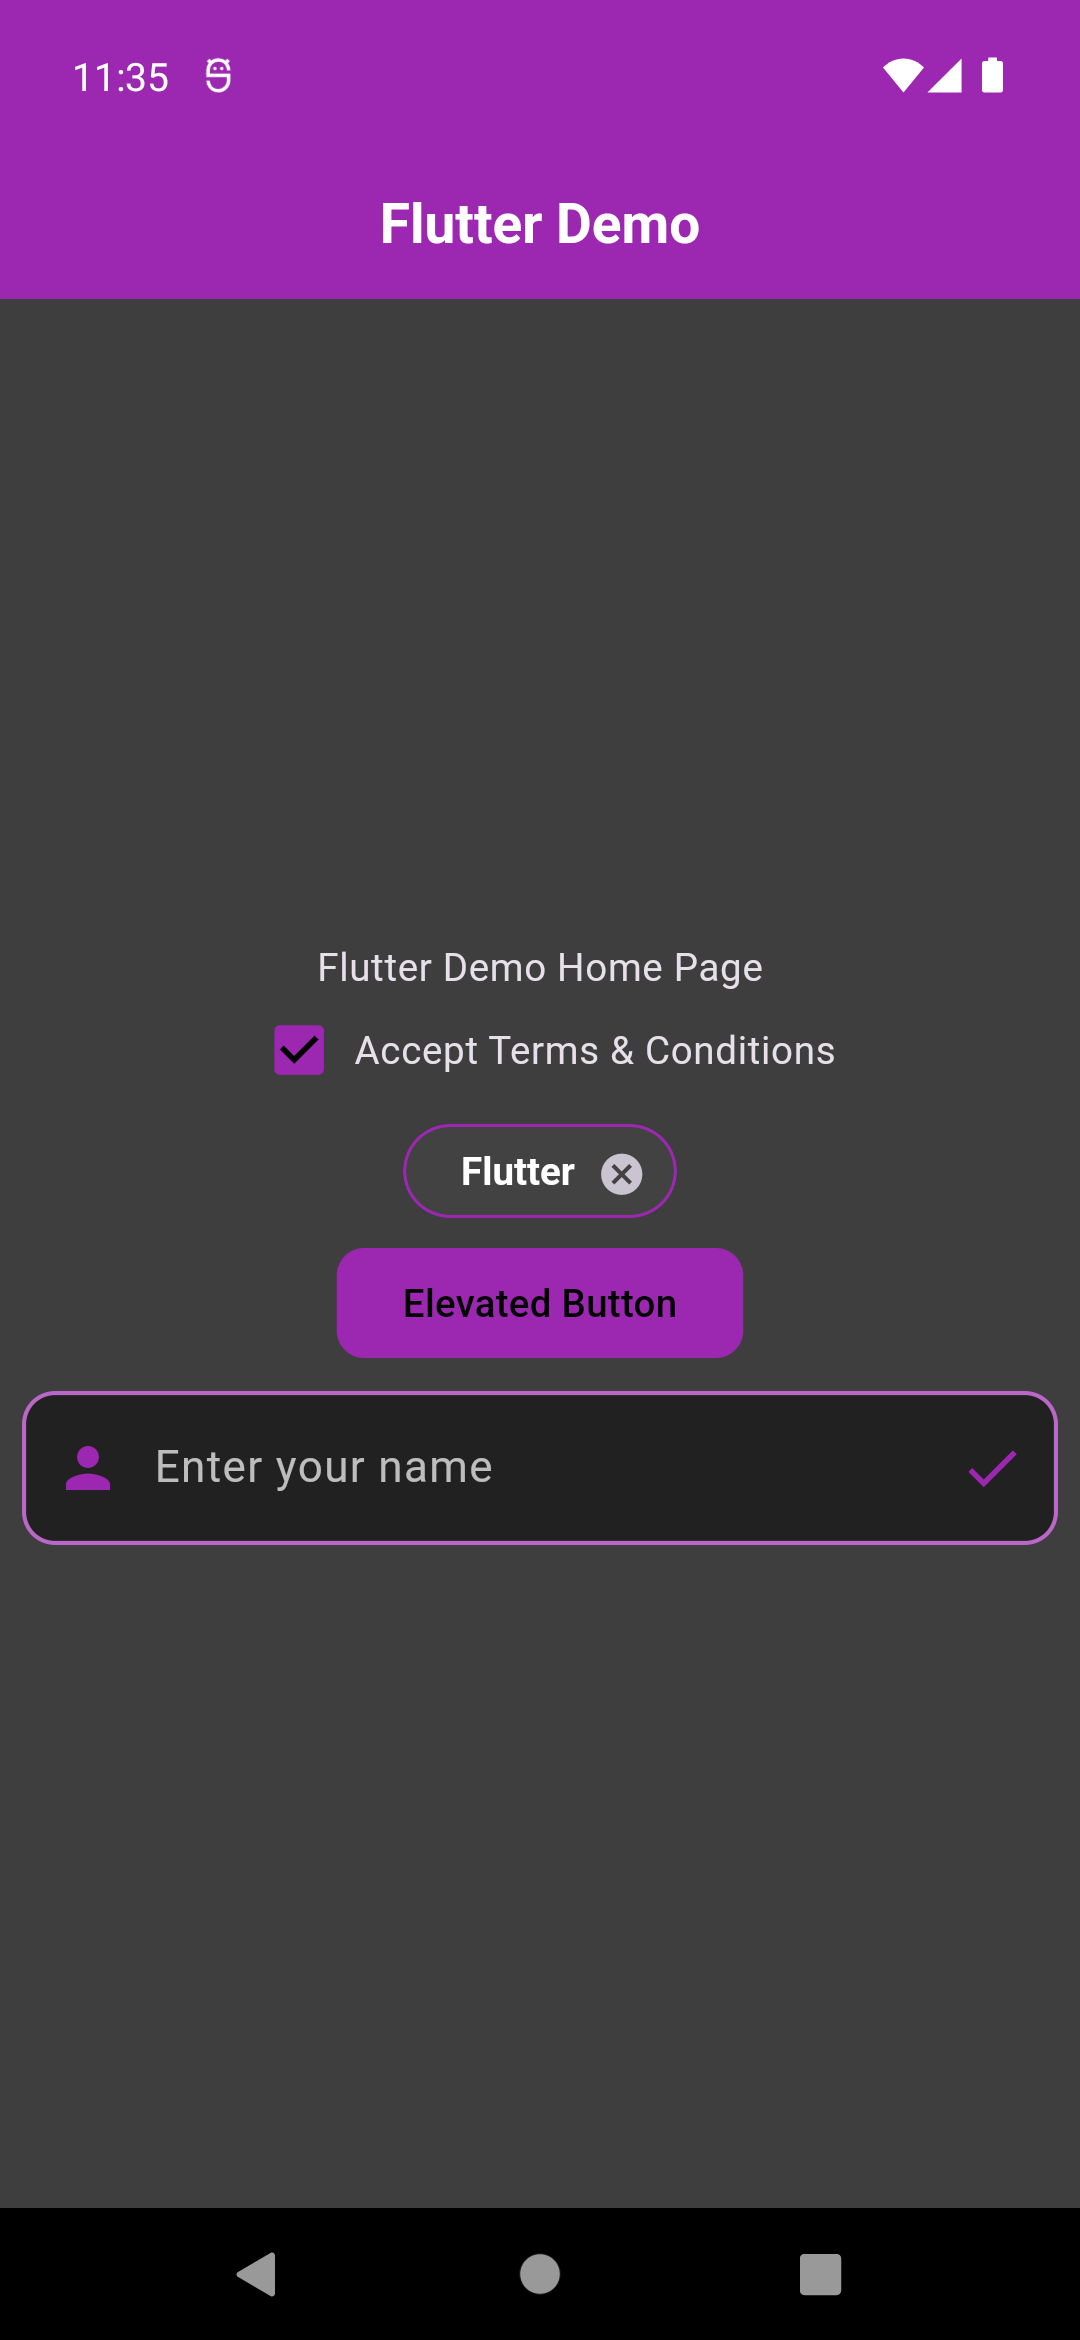 11:35
Flutter Demo
Flutter Demo Home Page
Accept Terms & Conditions
Flutter
Elevated Button
Enter your name